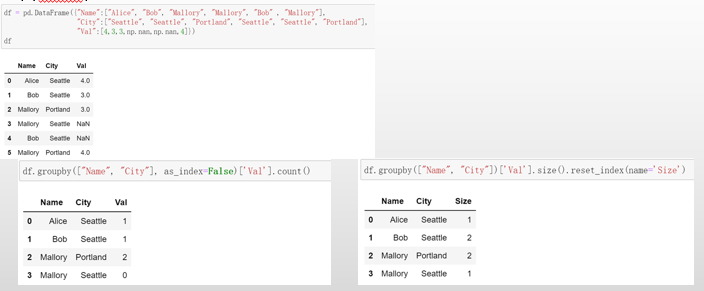 df = pd.DataFrame({"Name":["Alice", "Bob", "Mallory", "Mallory", "Bob" , "Mallory"],
"City":["Seattle", "Seattle", "Portland", "Seattle", "Seattle", "Portland"],
"Val":[4,3,3,np.nan,np.nan,4]})
df
Name City Val
0 Alice Seattle 4.0
1 Bob Seattle 3.0
2 Mallory Portland 3.0
3 Mallory Seattle NaN
4 Bob Seattle NaN
5 Mallory Portland 4.0
df.groupby(["Name", "City"], as_index=False)['Val'].count()
Name City Val
0 Alice Seattle 1
1 Bob Seattle 1
2 Mallory Portland 2
3 Mallory Seattle 0
df.groupby(["Name", "City"])['Val'].size().reset_index(name='Size')
Name City Size
0 Alice Seattle 1
1 Bob Seattle 2
2 Mallory Portland 2
3 Mallory Seattle 1